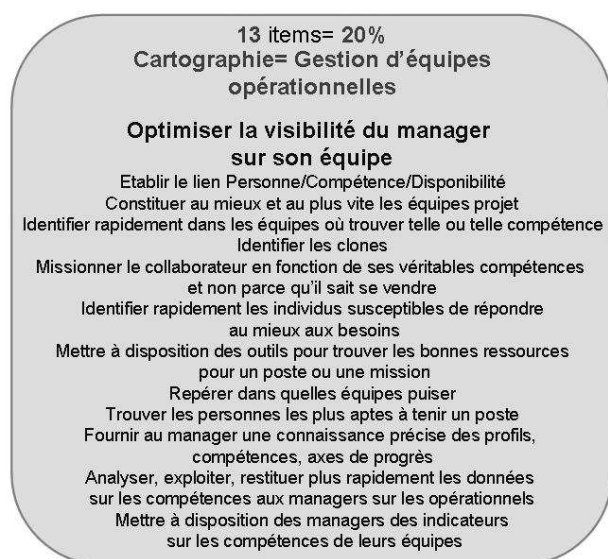 13 items= 20%
Cartographie= Gestion d'équipes
opérationnelles
Optimiser la visibilité du manager
sur son équipe
Etablir le lien Personne/Compétence/Disponibilité
Constituer au mieux et au plus vite les équipes projet
Identifier rapidement dans les équipes où trouver telle ou telle compétence
Identifier les clones
Missionner le collaborateur en fonction de ses véritables compétences
et non parce qu'il sait se vendre
Identifier rapidement les individus susceptibles de répondre
au mieux aux besoins
Mettre à disposition des outils pour trouver les bonnes ressources
pour un poste ou une mission
Repérer dans quelles équipes puiser
Trouver les personnes les plus aptes à tenir un poste
Fournir au manager une connaissance précise des profils,
compétences, axes de progrès
Analyser, exploiter, restituer plus rapidement les données
sur les compétences aux managers sur les opérationnels
Mettre à disposition des managers des indicateurs
sur les compétences de leurs équipes